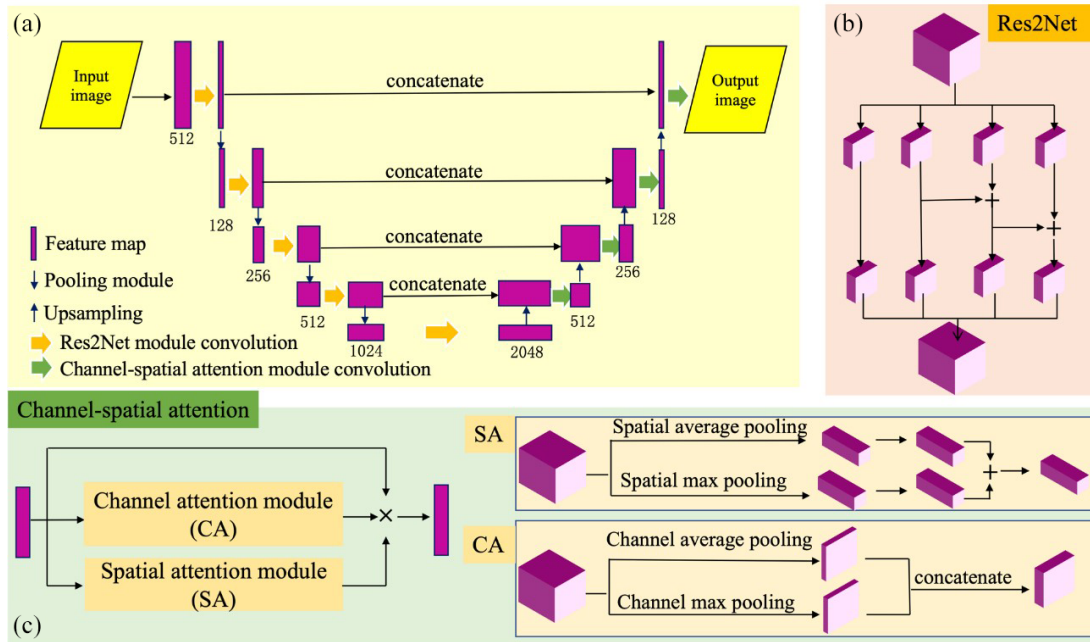 (a)
Input
image
512
concatenate
Output
image
128
concatenate
128
256
concatenate
256
512
concatenate
512
1024
2048
Feature map
Pooling module
Upsampling
Res2Net module convolution
Channel-spatial attention module convolution
(b)
Res2Net
+
+
Channel-spatial attention
Channel attention module
(CA)
×
Spatial attention module
(SA)
(c)
SA
Spatial average pooling
+
Spatial max pooling
CA
Channel average pooling
concatenate
Channel max pooling